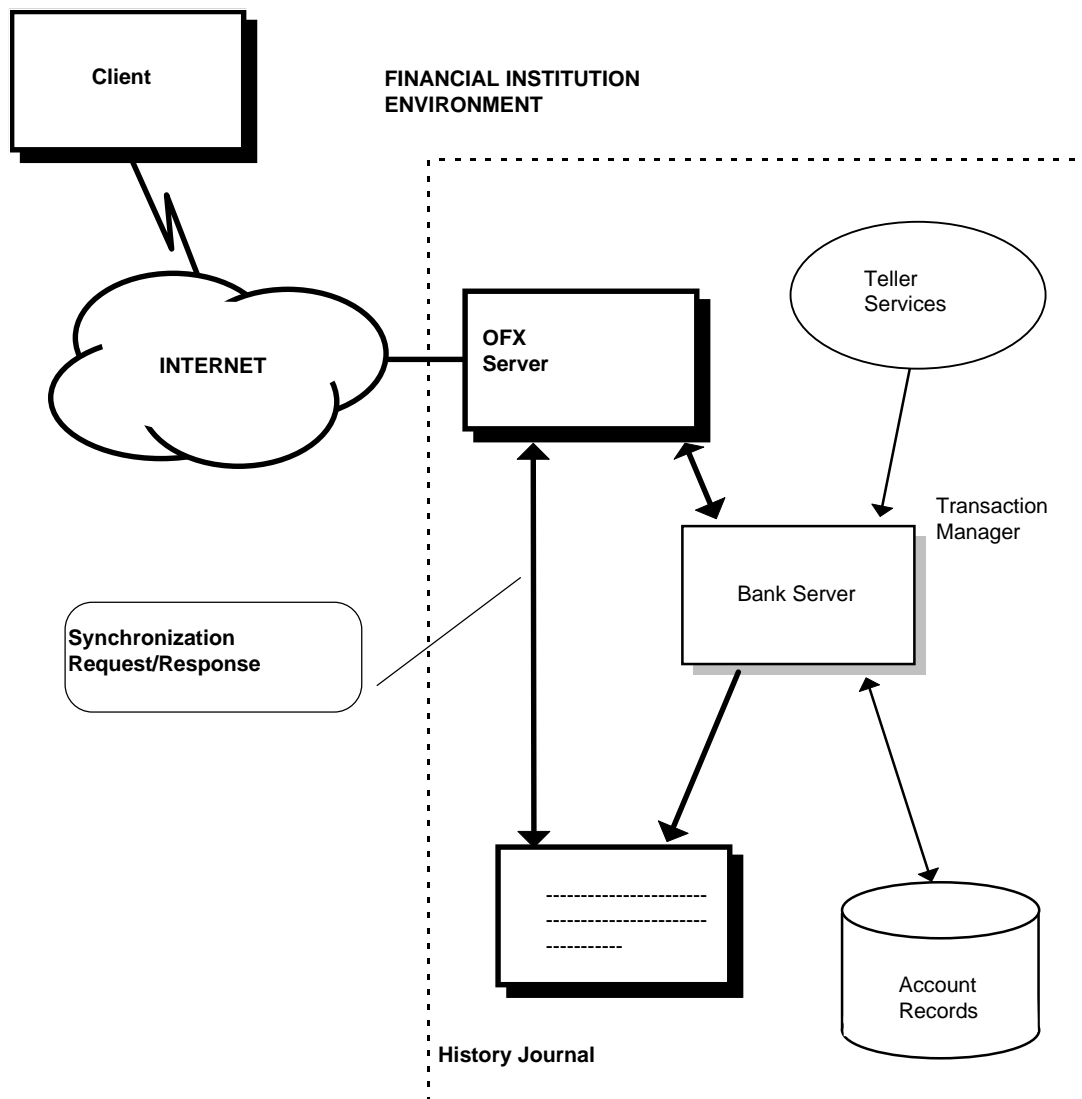 Client
FINANCIAL INSTITUTION
ENVIRONMENT
Teller
Services
OFX
Server
INTERNET
Transaction
Manager
Bank Server
Synchronization
Request/Response
Account
Records
History Journal